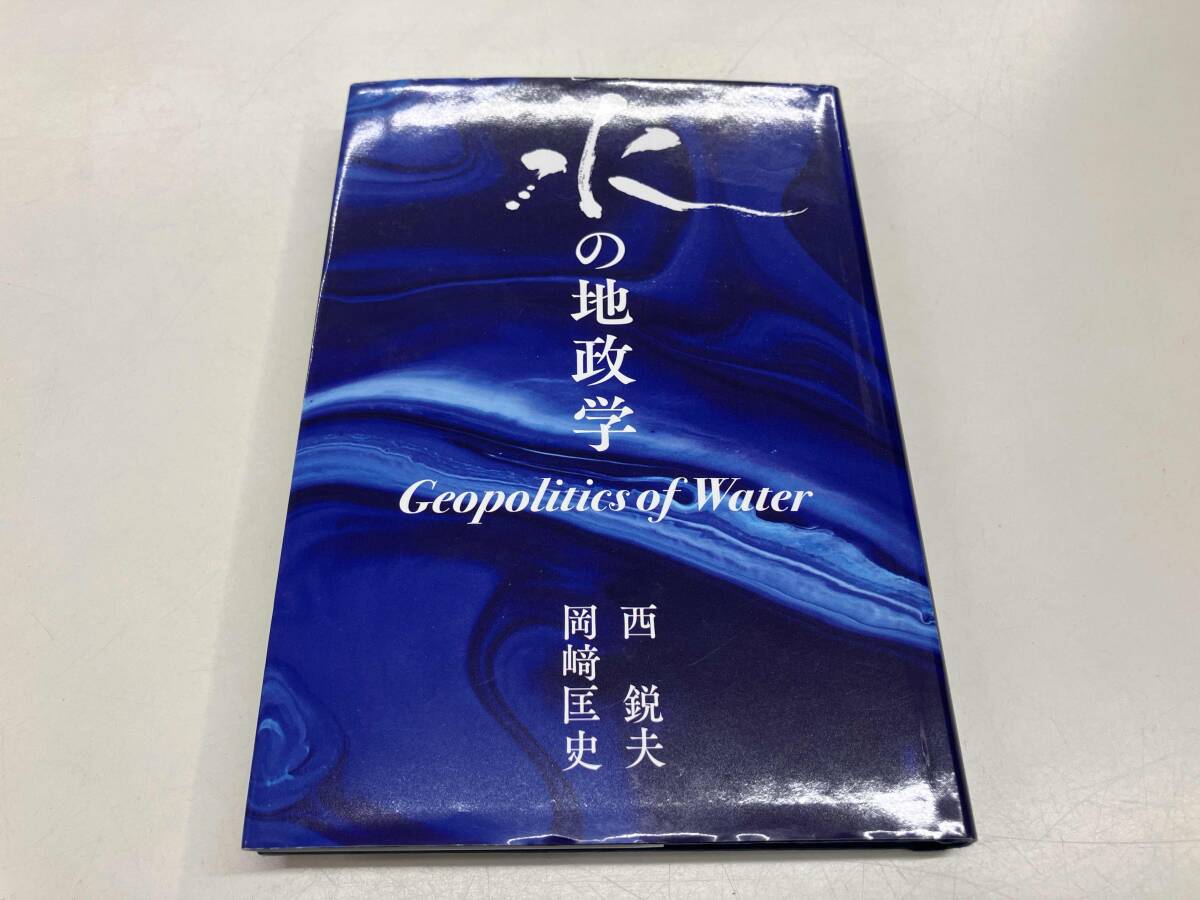 水の地政学
Geopolitics of Water
西 鋭夫
岡﨑匡史